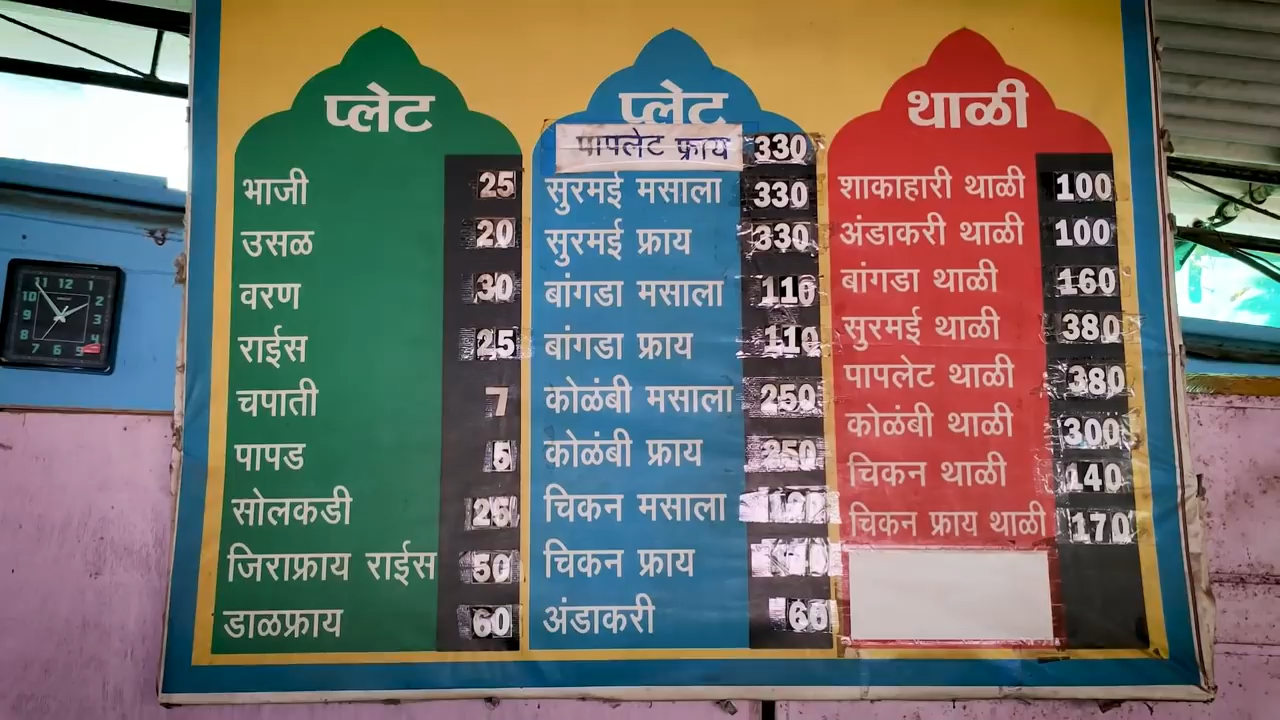 प्लेट
भाजी 25
उसळ 20
वरण 30
राईस 25
चपाती 7
पापड 5
सोलकडी 25
जिराफ्राय राईस 50
डाळफ्राय 60
प्लेट
पापलेट फ्राय 330
सुरमई मसाला 330
सुरमई फ्राय 330
बांगडा मसाला 110
बांगडा फ्राय 110
कोळंबी मसाला 250
कोळंबी फ्राय 250
चिकन मसाला
चिकन फ्राय
अंडाकरी 60
थाळी
शाकाहारी थाळी 100
अंडाकरी थाळी 100
बांगडा थाळी 160
सुरमई थाळी 380
पापलेट थाळी 380
कोळंबी थाळी 300
चिकन थाळी 140
चिकन फ्राय थाळी 170